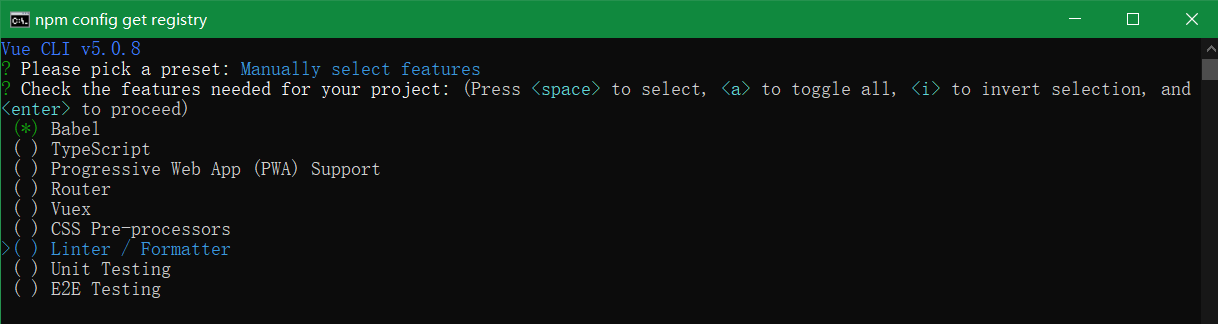 npm config get registry
Vue CLI v5.0.8
? Please pick a preset: Manually select features
? Check the features needed for your project: (Press <space> to select, <a> to toggle all, <i> to invert selection, and
<enter> to proceed)
(*) Babel
( ) TypeScript
( ) Progressive Web App (PWA) Support
( ) Router
( ) Vuex
( ) CSS Pre-processors
>( ) Linter / Formatter
( ) Unit Testing
( ) E2E Testing